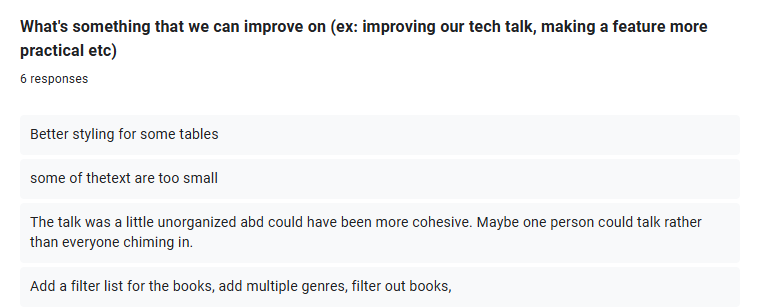 What's something that we can improve on (ex: improving our tech talk, making a feature more
practical etc)
6 responses
Better styling for some tables
some of thetext are too small
The talk was a little unorganized abd could have been more cohesive. Maybe one person could talk rather
than everyone chiming in.
Add a filter list for the books, add multiple genres, filter out books,